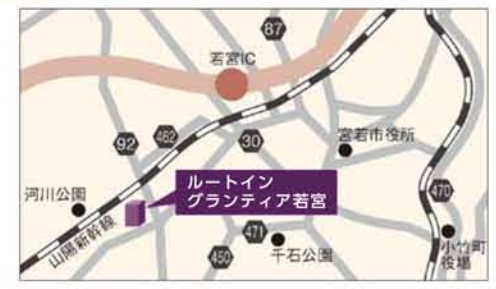 87
若宮IC
92
462
30
宮若市役所
ルートイン
グランティア若宮
470
河川公園
山陽新幹線
471
450
千石公園
小竹町
役場